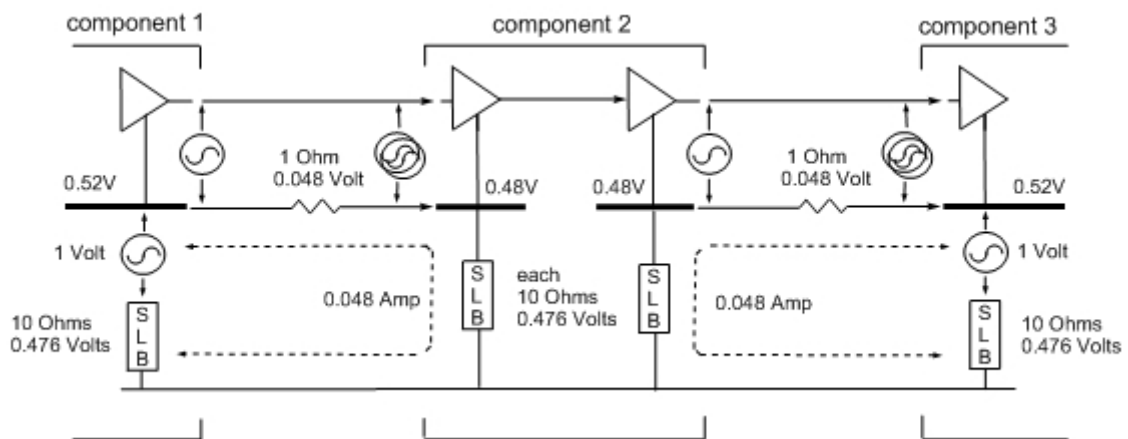 component 1
component 2
component 3
1 Ohm
0.048 Volt
1 Ohm
0.048 Volt
0.52V
0.48V
0.48V
0.52V
1 Volt
1 Volt
0.048 Amp
S
L
B
each
10 Ohms
0.476 Volts
S
L
B
0.048 Amp
10 Ohms
0.476 Volts
S
L
B
S
L
B
10 Ohms
0.476 Volts